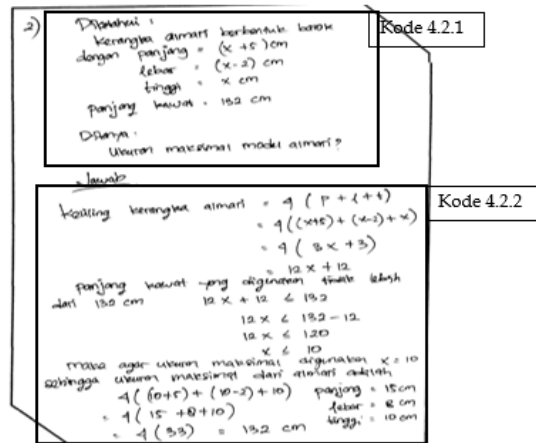 2) Diketahui :
Kerangka almari berbentuk balok
dengan panjang = (x +5) cm
lebar = (x-2) cm
tinggi = x cm
panjang kawat = 132 cm
Ditanya :
Ukuran maksimal model almari?
Kode 4.2.1
Jawab
Keliling kerangka almari = 4 (p + l + t)
= 4 ((x+5) + (x-2) + x)
= 4 ( 3x +3)
= 12x + 12
Kode 4.2.2
panjang kawat yang digunakan tidak lebih
dari 132 cm 12x + 12 ≤ 132
12x ≤ 132 - 12
12x ≤ 120
x ≤ 10
maka agar ukuran maksimal digunakan x = 10
sehingga ukuran maksimal dari almari adalah
4 ( (10+5) + (10-2) + 10) panjang = 15 cm
= 4 ( 15 +8 +10) lebar = 8 cm
= 4 ( 33) = 132 cm tinggi = 10 cm